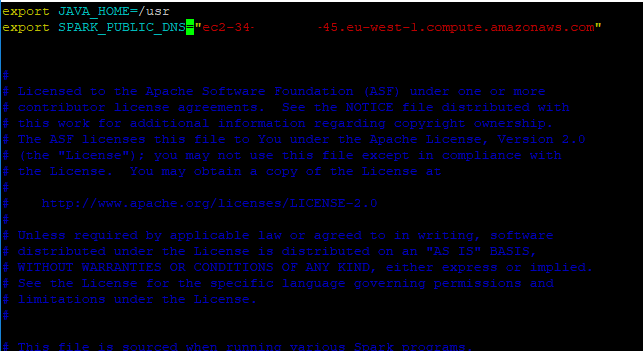 export JAVA_HOME=/usr
export SPARK_PUBLIC_DNS="ec2-34- -45.eu-west-1.compute.amazonaws.com"
#
# Licensed to the Apache Software Foundation (ASF) under one or more
# contributor license agreements.  See the NOTICE file distributed with
# this work for additional information regarding copyright ownership.
# The ASF licenses this file to You under the Apache License, Version 2.0
# (the "License"); you may not use this file except in compliance with
# the License.  You may obtain a copy of the License at
#
#    http://www.apache.org/licenses/LICENSE-2.0
#
# Unless required by applicable law or agreed to in writing, software
# distributed under the License is distributed on an "AS IS" BASIS,
# WITHOUT WARRANTIES OR CONDITIONS OF ANY KIND, either express or implied.
# See the License for the specific language governing permissions and
# limitations under the License.
#
# This file is sourced when running various Spark programs.